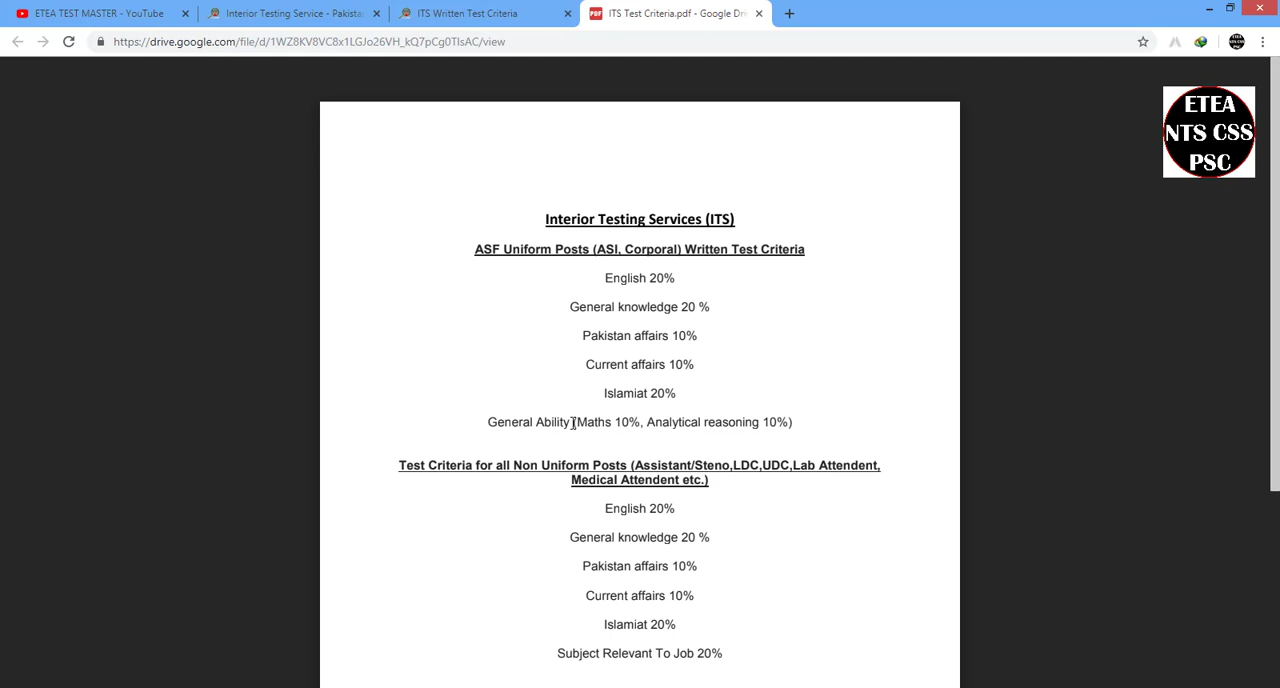 ETEA TEST MASTER - YouTube
Interior Testing Service - Pakista
ITS Written Test Criteria
PDF
ITS Test Criteria.pdf - Google Dri
https://drive.google.com/file/d/1WZ8KV8VC8x1LGJo26VH_kQ7pCg0TIsAC/view
ETEA
NTS CSS
PSC
Interior Testing Services (ITS)
ASF Uniform Posts (ASI, Corporal) Written Test Criteria
English 20%
General knowledge 20 %
Pakistan affairs 10%
Current affairs 10%
Islamiat 20%
General Ability (Maths 10%, Analytical reasoning 10%)
Test Criteria for all Non Uniform Posts (Assistant/Steno,LDC,UDC,Lab Attendent,
Medical Attendent etc.)
English 20%
General knowledge 20 %
Pakistan affairs 10%
Current affairs 10%
Islamiat 20%
Subject Relevant To Job 20%